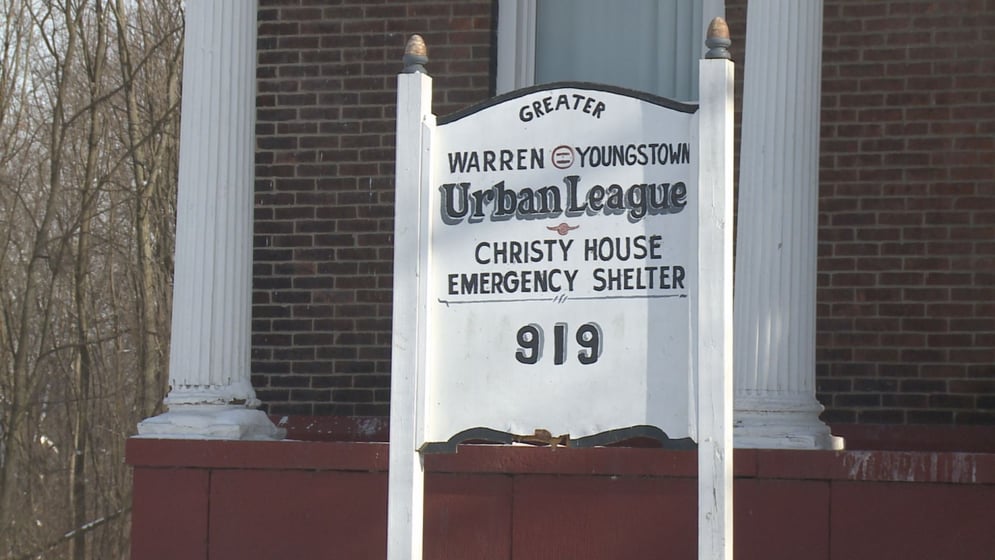 GREATER
WARREN YOUNGSTOWN
Urban League
CHRISTY HOUSE
EMERGENCY SHELTER
919